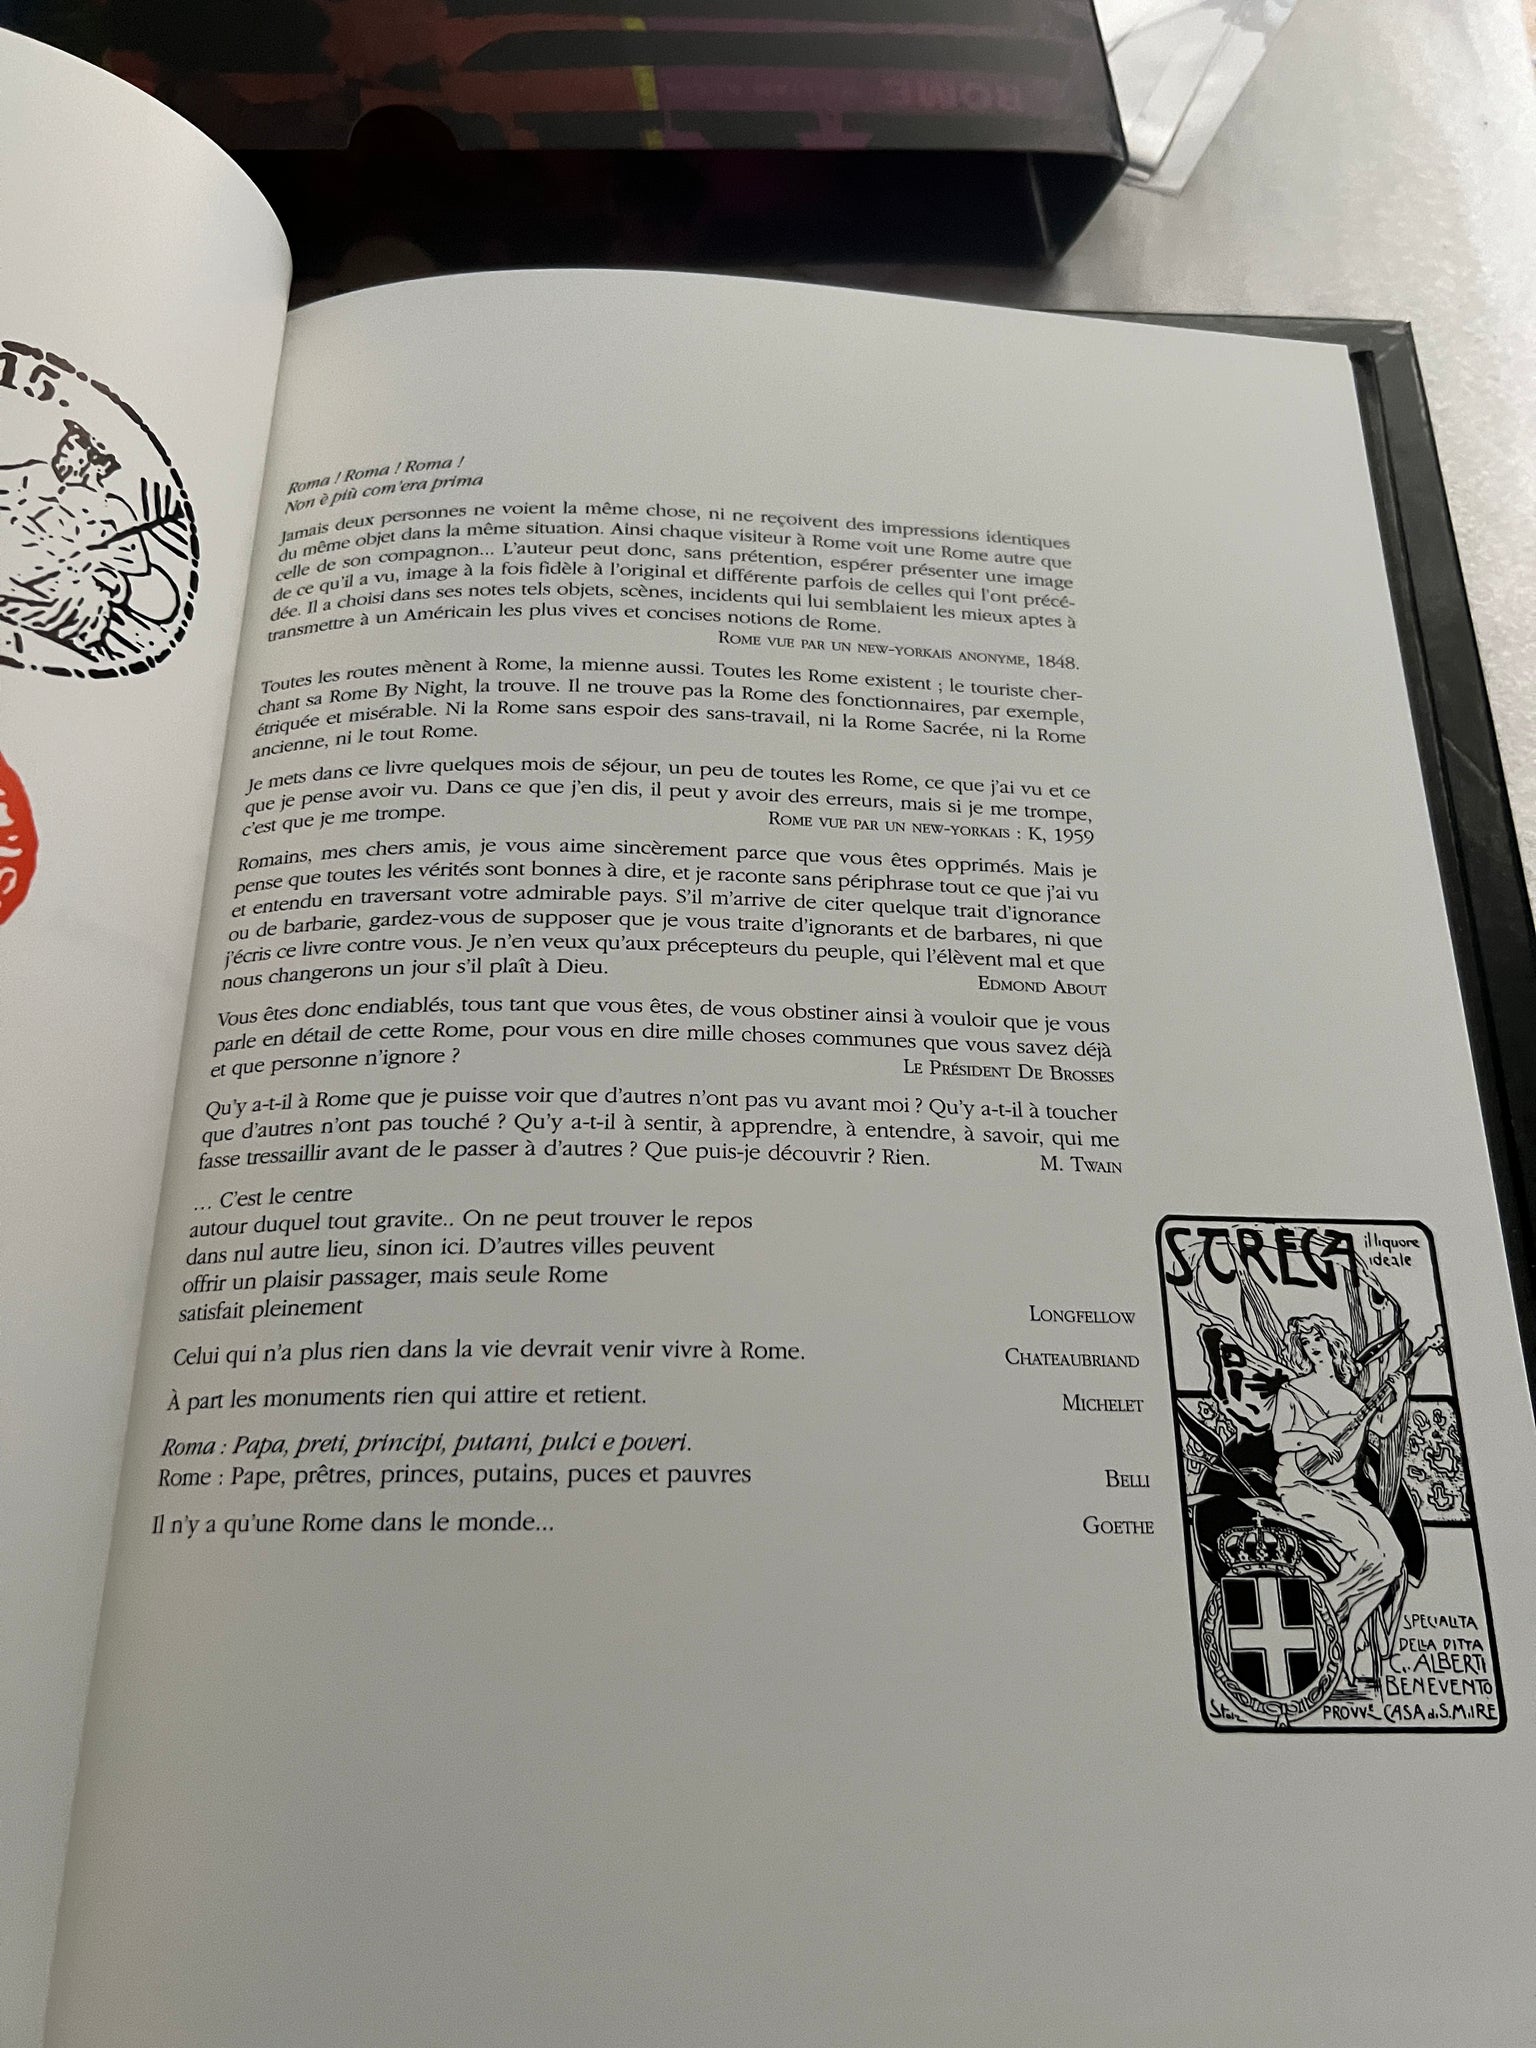 ROME
15.
Roma ! Roma ! Roma !
Non è più com'era prima
Jamais deux personnes ne voient la même chose, ni ne reçoivent des impressions identiques
du même objet dans la même situation. Ainsi chaque visiteur à Rome voit une Rome autre que
celle de son compagnon... L'auteur peut donc, sans prétention, espérer présenter une image
de ce qu'il a vu, image à la fois fidèle à l'original et différente parfois de celles qui l'ont précé-
dée. Il a choisi dans ses notes tels objets, scènes, incidents qui lui semblaient les mieux aptes à
transmettre à un Américain les plus vives et concises notions de Rome.
ROME VUE PAR UN NEW-YORKAIS ANONYME, 1848.
Toutes les routes mènent à Rome, la mienne aussi. Toutes les Rome existent ; le touriste cher-
chant sa Rome By Night, la trouve. Il ne trouve pas la Rome des fonctionnaires, par exemple,
étriquée et misérable. Ni la Rome sans espoir des sans-travail, ni la Rome Sacrée, ni la Rome
ancienne, ni le tout Rome.
Je mets dans ce livre quelques mois de séjour, un peu de toutes les Rome, ce que j'ai vu et ce
que je pense avoir vu. Dans ce que j'en dis, il peut y avoir des erreurs, mais si je me trompe,
c'est que je me trompe.
ROME VUE PAR UN NEW-YORKAIS : K, 1959
Romains, mes chers amis, je vous aime sincèrement parce que vous êtes opprimés. Mais je
pense que toutes les vérités sont bonnes à dire, et je raconte sans périphrase tout ce que j'ai vu
et entendu en traversant votre admirable pays. S'il m'arrive de citer quelque trait d'ignorance
ou de barbarie, gardez-vous de supposer que je vous traite d'ignorants et de barbares, ni que
j'écris ce livre contre vous. Je n'en veux qu'aux précepteurs du peuple, qui l'élèvent mal et que
nous changerons un jour s'il plaît à Dieu.
EDMOND ABOUT
Vous êtes donc endiablés, tous tant que vous êtes, de vous obstiner ainsi à vouloir que je vous
parle en détail de cette Rome, pour vous en dire mille choses communes que vous savez déjà
et que personne n'ignore ?
LE PRÉSIDENT DE BROSSES
Qu'y a-t-il à Rome que je puisse voir que d'autres n'ont pas vu avant moi ? Qu'y a-t-il à toucher
que d'autres n'ont pas touché ? Qu'y a-t-il à sentir, à apprendre, à entendre, à savoir, qui me
fasse tressaillir avant de le passer à d'autres ? Que puis-je découvrir ? Rien.
M. TWAIN
... C'est le centre
autour duquel tout gravite.. On ne peut trouver le repos
dans nul autre lieu, sinon ici. D'autres villes peuvent
offrir un plaisir passager, mais seule Rome
satisfait pleinement
LONGFELLOW
Celui qui n'a plus rien dans la vie devrait venir vivre à Rome.
CHATEAUBRIAND
À part les monuments rien qui attire et retient.
MICHELET
Roma : Papa, preti, principi, putani, pulci e poveri.
Rome : Pape, prêtres, princes, putains, puces et pauvres
BELLI
Il n'y a qu'une Rome dans le monde...
GOETHE
STREGA
il liquore
ideale
SPECIALITA
DELLA DITTA
G. ALBERTI
BENEVENTO
PROVVE CASA di S.M. il RE